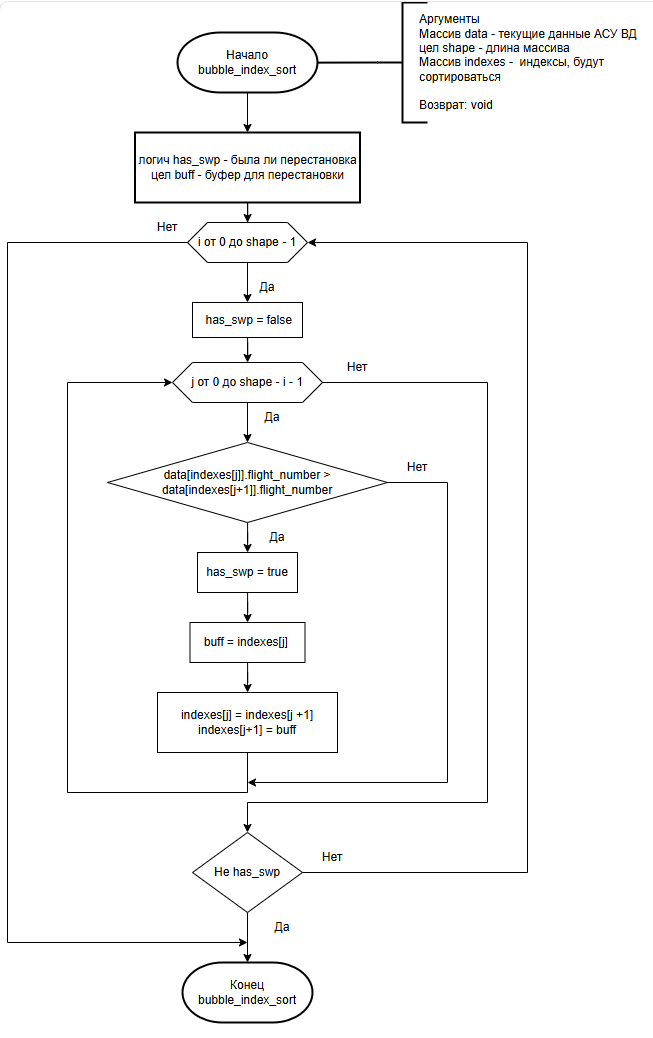 Начало
bubble_index_sort
Аргументы
Массив data - текущие данные АСУ ВД
цел shape - длина массива
Массив indexes -  индексы, будут
сортироваться
Возврат: void
логич has_swp - была ли перестановка
цел buff - буфер для перестановки
Нет
i от 0 до shape - 1
Да
has_swp = false
Нет
j от 0 до shape - i - 1
Да
data[indexes[j]].flight_number >
data[indexes[j+1]].flight_number
Нет
Да
has_swp = true
buff = indexes[j]
indexes[j] = indexes[j +1]
indexes[j+1] = buff
Не has_swp
Нет
Да
Конец
bubble_index_sort